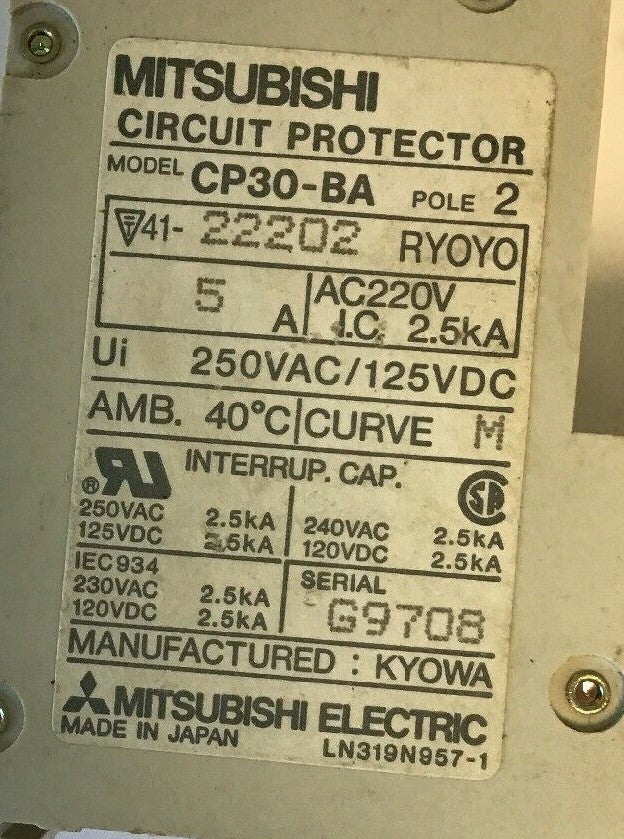 MITSUBISHI
CIRCUIT PROTECTOR
MODEL CP30-BA POLE 2
41-22202 RYOYO
5 A AC220V
I.C. 2.5kA
Ui 250VAC/125VDC
AMB. 40°C CURVE M
INTERRUP. CAP.
250VAC 2.5kA
125VDC 2.5kA
240VAC 2.5kA
120VDC 2.5kA
IEC934
230VAC 2.5kA
120VDC 2.5kA
SERIAL
G9708
MANUFACTURED : KYOWA
MITSUBISHI ELECTRIC
MADE IN JAPAN LN319N957-1